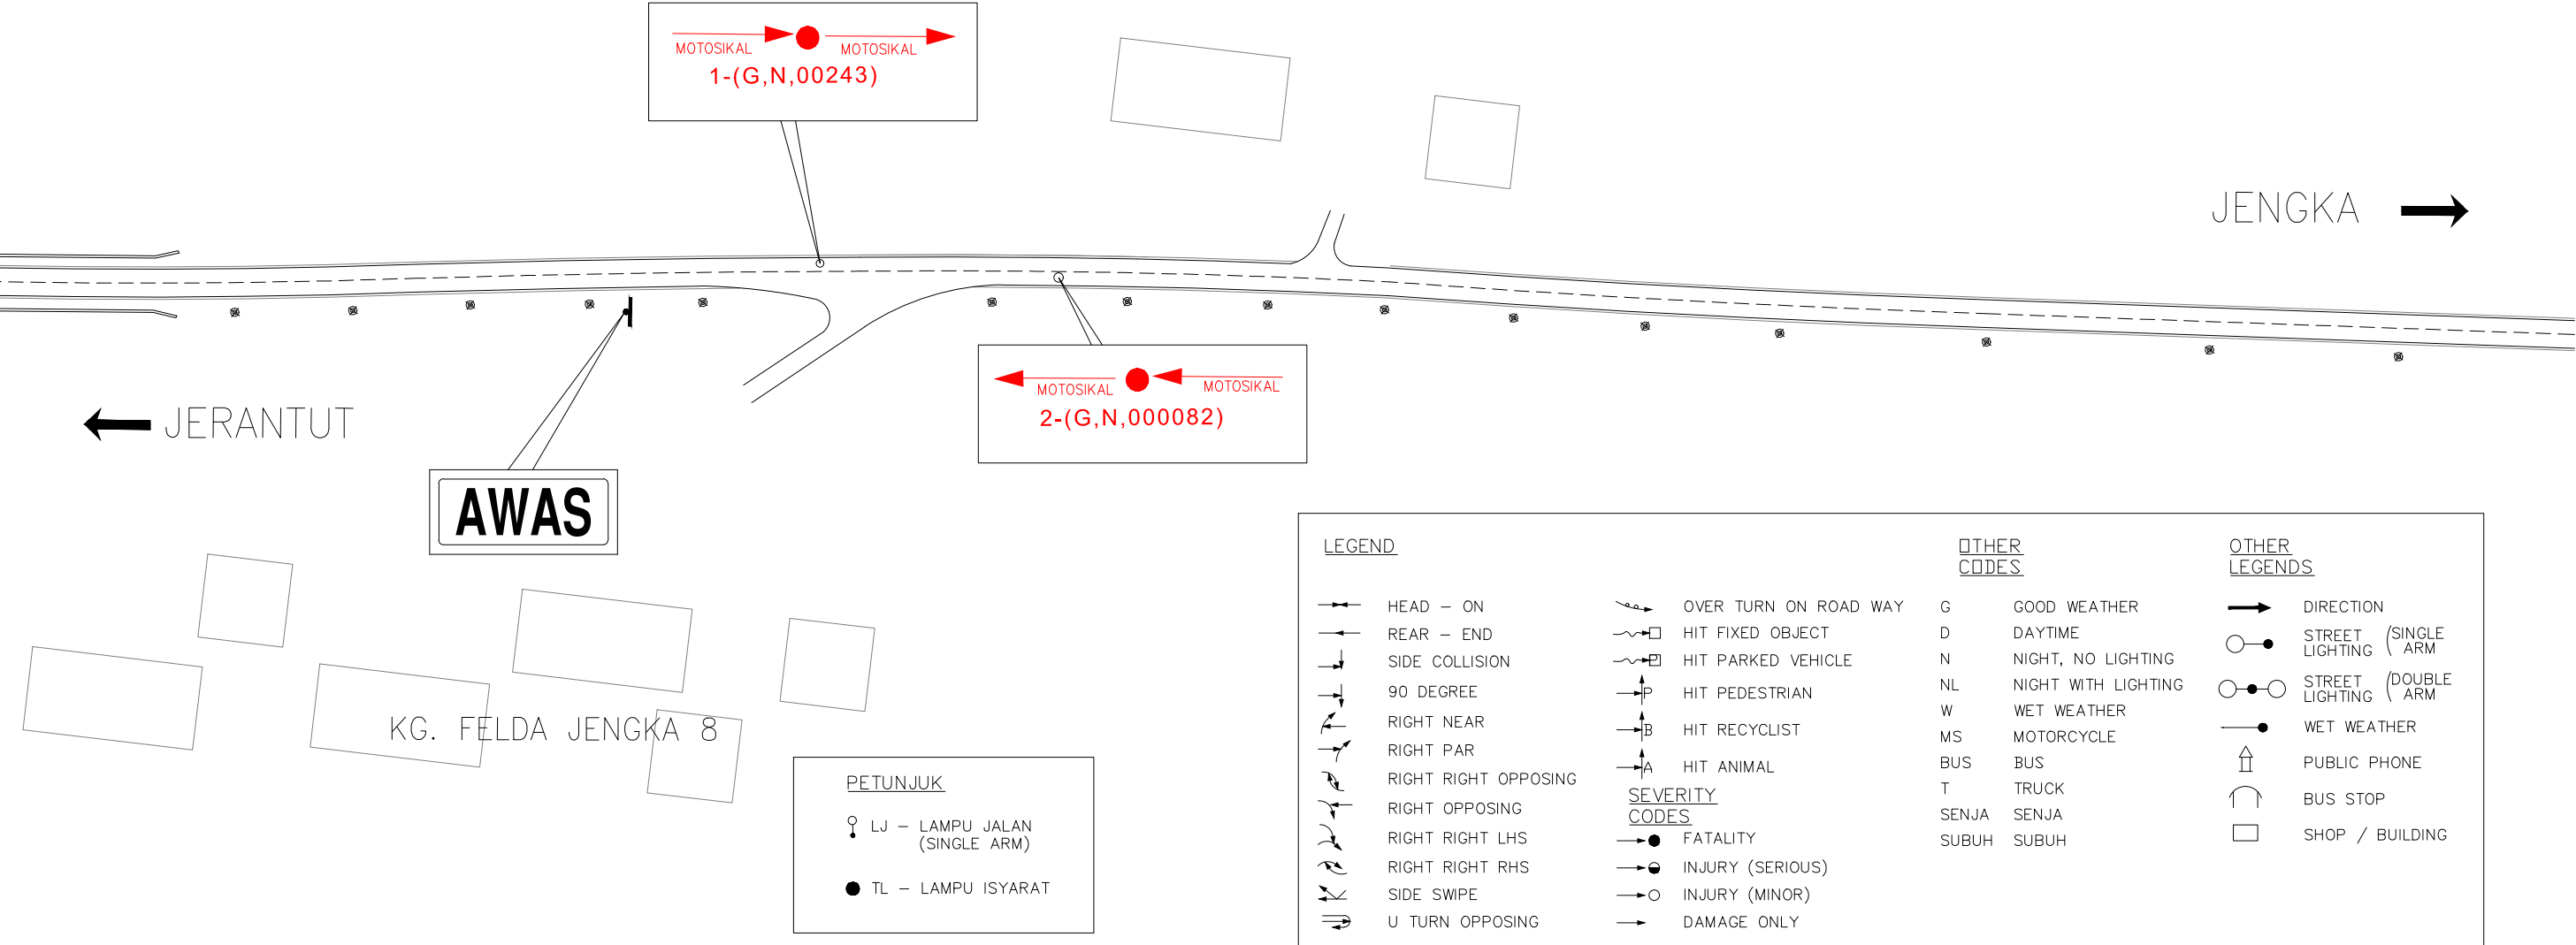 MOTOSIKAL MOTOSIKAL
1-(G,N,00243)
JENGKA
JERANTUT
MOTOSIKAL MOTOSIKAL
2-(G,N,000082)
AWAS
KG. FELDA JENGKA 8
PETUNJUK
LJ - LAMPU JALAN
(SINGLE ARM)
TL - LAMPU ISYARAT
LEGEND
HEAD - ON
REAR - END
SIDE COLLISION
90 DEGREE
RIGHT NEAR
RIGHT PAR
RIGHT RIGHT OPPOSING
RIGHT OPPOSING
RIGHT RIGHT LHS
RIGHT RIGHT RHS
SIDE SWIPE
U TURN OPPOSING
OVER TURN ON ROAD WAY
HIT FIXED OBJECT
HIT PARKED VEHICLE
P HIT PEDESTRIAN
B HIT RECYCLIST
A HIT ANIMAL
SEVERITY
CODES
FATALITY
INJURY (SERIOUS)
INJURY (MINOR)
DAMAGE ONLY
OTHER
CODES
G GOOD WEATHER
D DAYTIME
N NIGHT, NO LIGHTING
NL NIGHT WITH LIGHTING
W WET WEATHER
MS MOTORCYCLE
BUS BUS
T TRUCK
SENJA SENJA
SUBUH SUBUH
OTHER
LEGENDS
DIRECTION
STREET (SINGLE
LIGHTING ARM
STREET (DOUBLE
LIGHTING ARM
WET WEATHER
PUBLIC PHONE
BUS STOP
SHOP / BUILDING